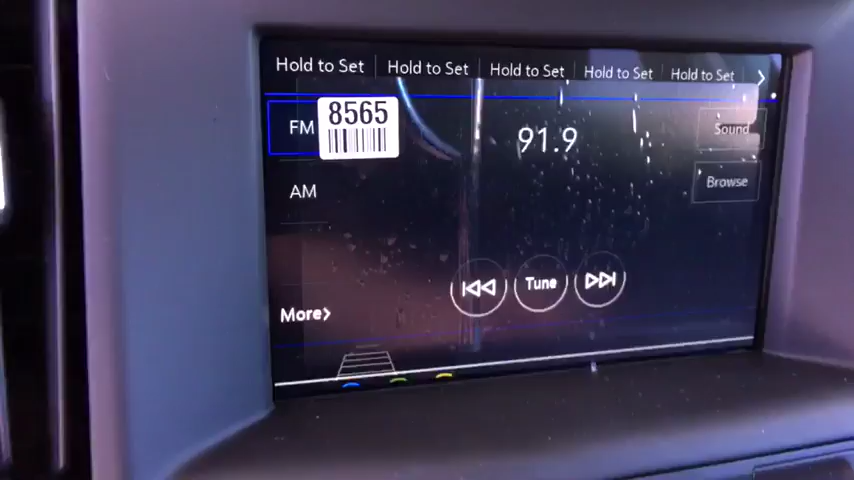 Hold to Set Hold to Set Hold to Set Hold to Set Hold to Set >
FM 8565 91.9 Sound
Browse
AM
Tune
More>